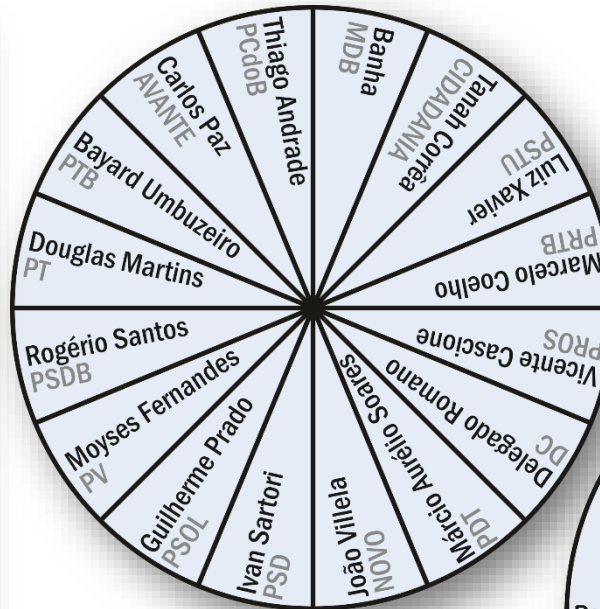 Banha
MDB
Tanah Corrêa
CIDADANIA
Luiz Xavier
PSTU
Marcelo Coelho
PRTB
Vicente Cascione
PROS
Delegado Romano
DC
Márcio Aurélio Soares
PDT
João Villela
NOVO
Ivan Sartori
PSD
Guilherme Prado
PSOL
Moyses Fernandes
PV
Rogério Santos
PSDB
Douglas Martins
PT
Bayard Umbuzeiro
PTB
Carlos Paz
AVANTE
Thiago Andrade
PCdoB